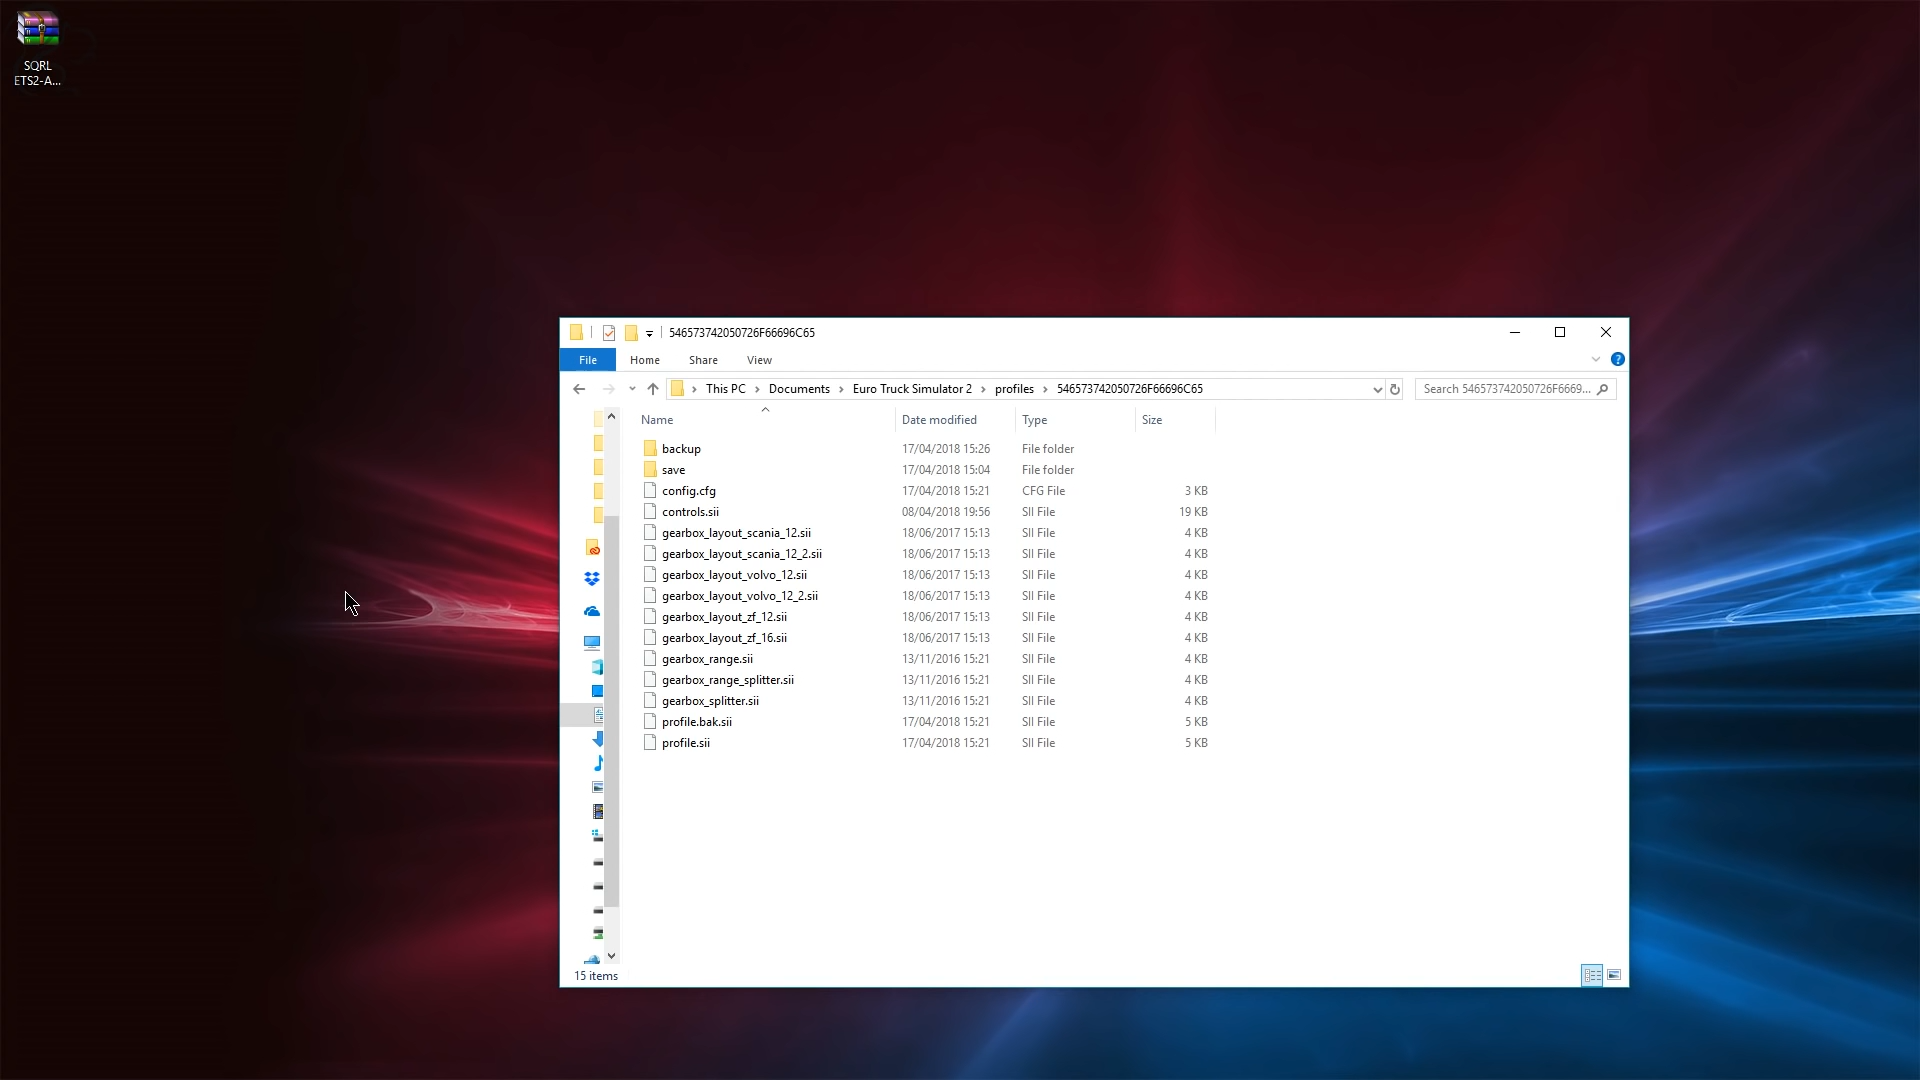 SQRL
ETS2-A...
546573742050726F66696C65
File Home Share View
This PC Documents Euro Truck Simulator 2 profiles 546573742050726F66696C65
Search 546573742050726F6669...
Name Date modified Type Size
backup 17/04/2018 15:26 File folder
save 17/04/2018 15:04 File folder
config.cfg 17/04/2018 15:21 CFG File 3 KB
controls.sii 08/04/2018 19:56 SII File 19 KB
gearbox_layout_scania_12.sii 18/06/2017 15:13 SII File 4 KB
gearbox_layout_scania_12_2.sii 18/06/2017 15:13 SII File 4 KB
gearbox_layout_volvo_12.sii 18/06/2017 15:13 SII File 4 KB
gearbox_layout_volvo_12_2.sii 18/06/2017 15:13 SII File 4 KB
gearbox_layout_zf_12.sii 18/06/2017 15:13 SII File 4 KB
gearbox_layout_zf_16.sii 18/06/2017 15:13 SII File 4 KB
gearbox_range.sii 13/11/2016 15:21 SII File 4 KB
gearbox_range_splitter.sii 13/11/2016 15:21 SII File 4 KB
gearbox_splitter.sii 13/11/2016 15:21 SII File 4 KB
profile.bak.sii 17/04/2018 15:21 SII File 5 KB
profile.sii 17/04/2018 15:21 SII File 5 KB
15 items